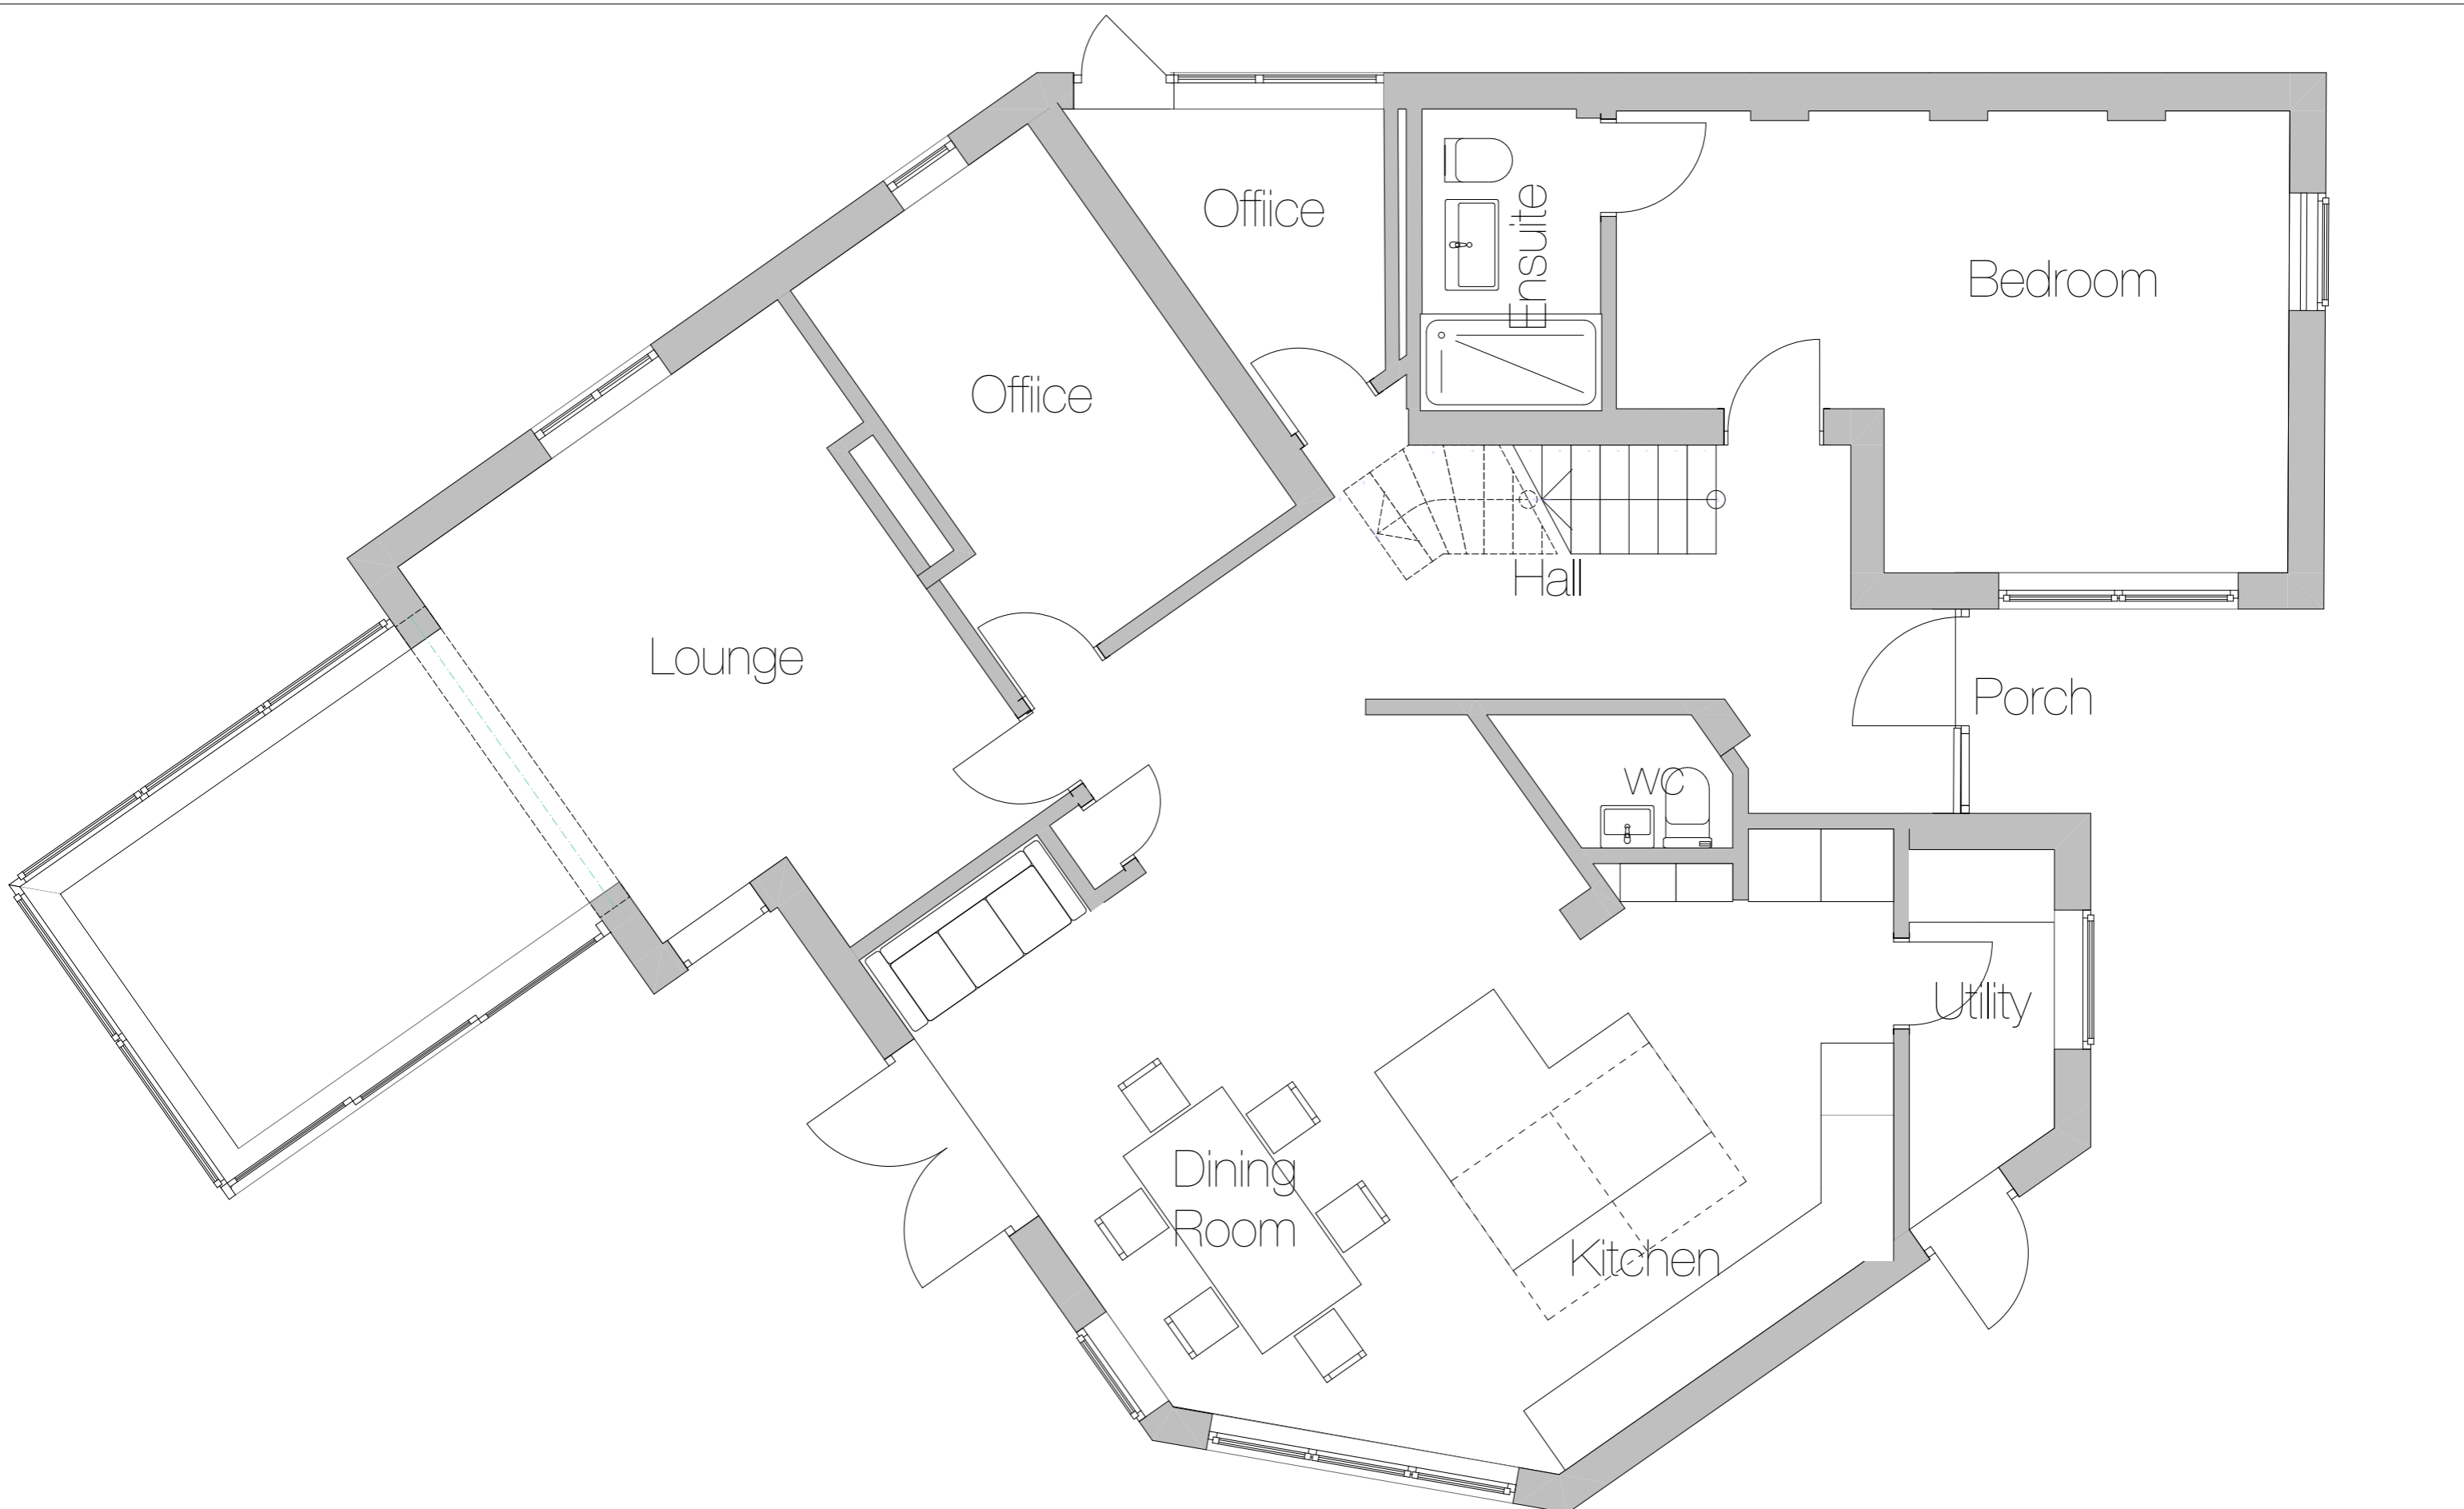 Offiice
Ensuite
Bedroom
Offiice
Hall
Lounge
Porch
WC
Utility
Dining
Room
Kitchen